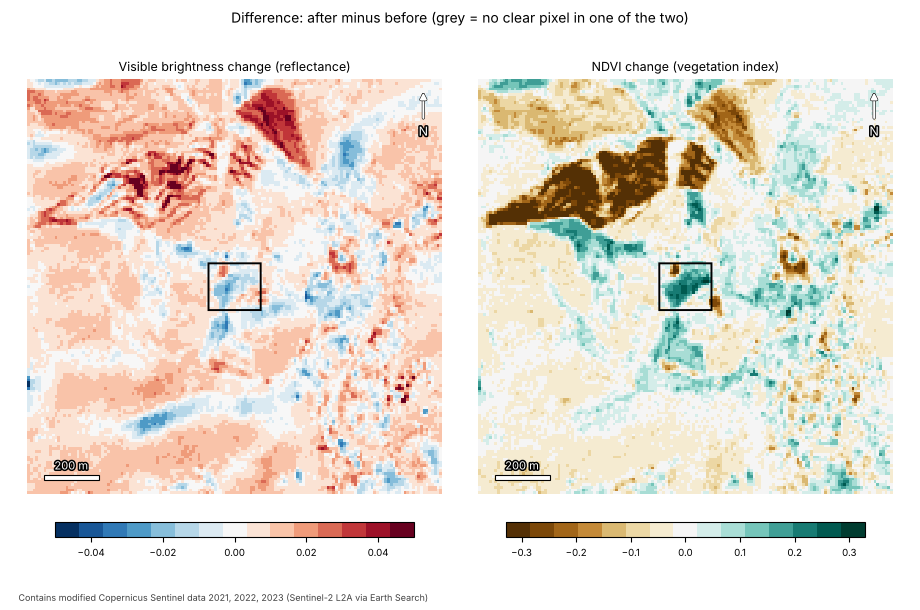 Difference: after minus before (grey = no clear pixel in one of the two)
Visible brightness change (reflectance)
NDVI change (vegetation index)
N
N
200 m
200 m
−0.04 −0.02 0.00 0.02 0.04
−0.3 −0.2 −0.1 0.0 0.1 0.2 0.3
Contains modified Copernicus Sentinel data 2021, 2022, 2023 (Sentinel-2 L2A via Earth Search)